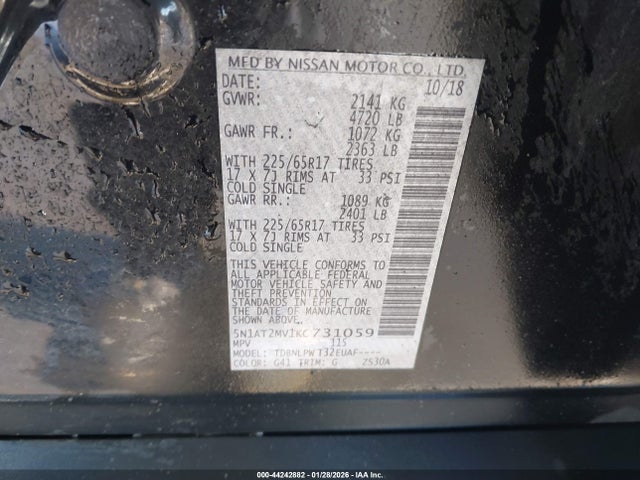 MFD BY NISSAN MOTOR CO., LTD.
DATE: 10/18
GVWR: 2141 KG
4720 LB
GAWR FR.: 1072 KG
2363 LB
WITH 225/65R17 TIRES
17 X 7J RIMS AT 33 PSI
COLD SINGLE
GAWR RR.: 1089 KG
2401 LB
WITH 225/65R17 TIRES
17 X 7J RIMS AT 33 PSI
COLD SINGLE
THIS VEHICLE CONFORMS TO
ALL APPLICABLE FEDERAL
MOTOR VEHICLE SAFETY AND
THEFT PREVENTION
STANDARDS IN EFFECT ON THE
DATE OF MANUFACTURE
SHOWN ABOVE.
5N1AT2MV1KC731059
MPV 115
MODEL: TDBNLPWT32EUAF----
COLOR: G41 TRIM: G ZS30A
000-44242882 - 01/28/2026 - IAA Inc.